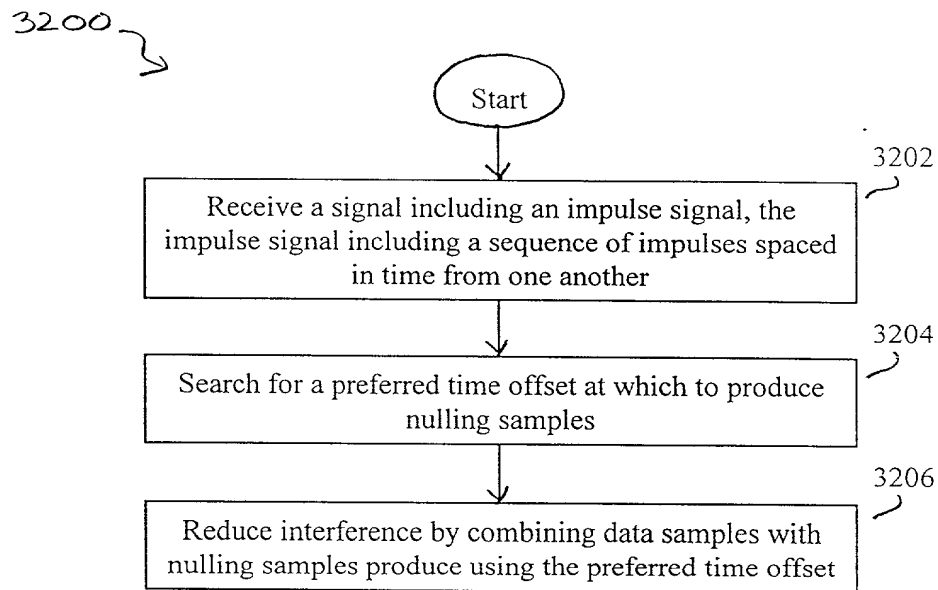 3200
Start
3202
Receive a signal including an impulse signal, the
impulse signal including a sequence of impulses spaced
in time from one another
3204
Search for a preferred time offset at which to produce
nulling samples
3206
Reduce interference by combining data samples with
nulling samples produce using the preferred time offset